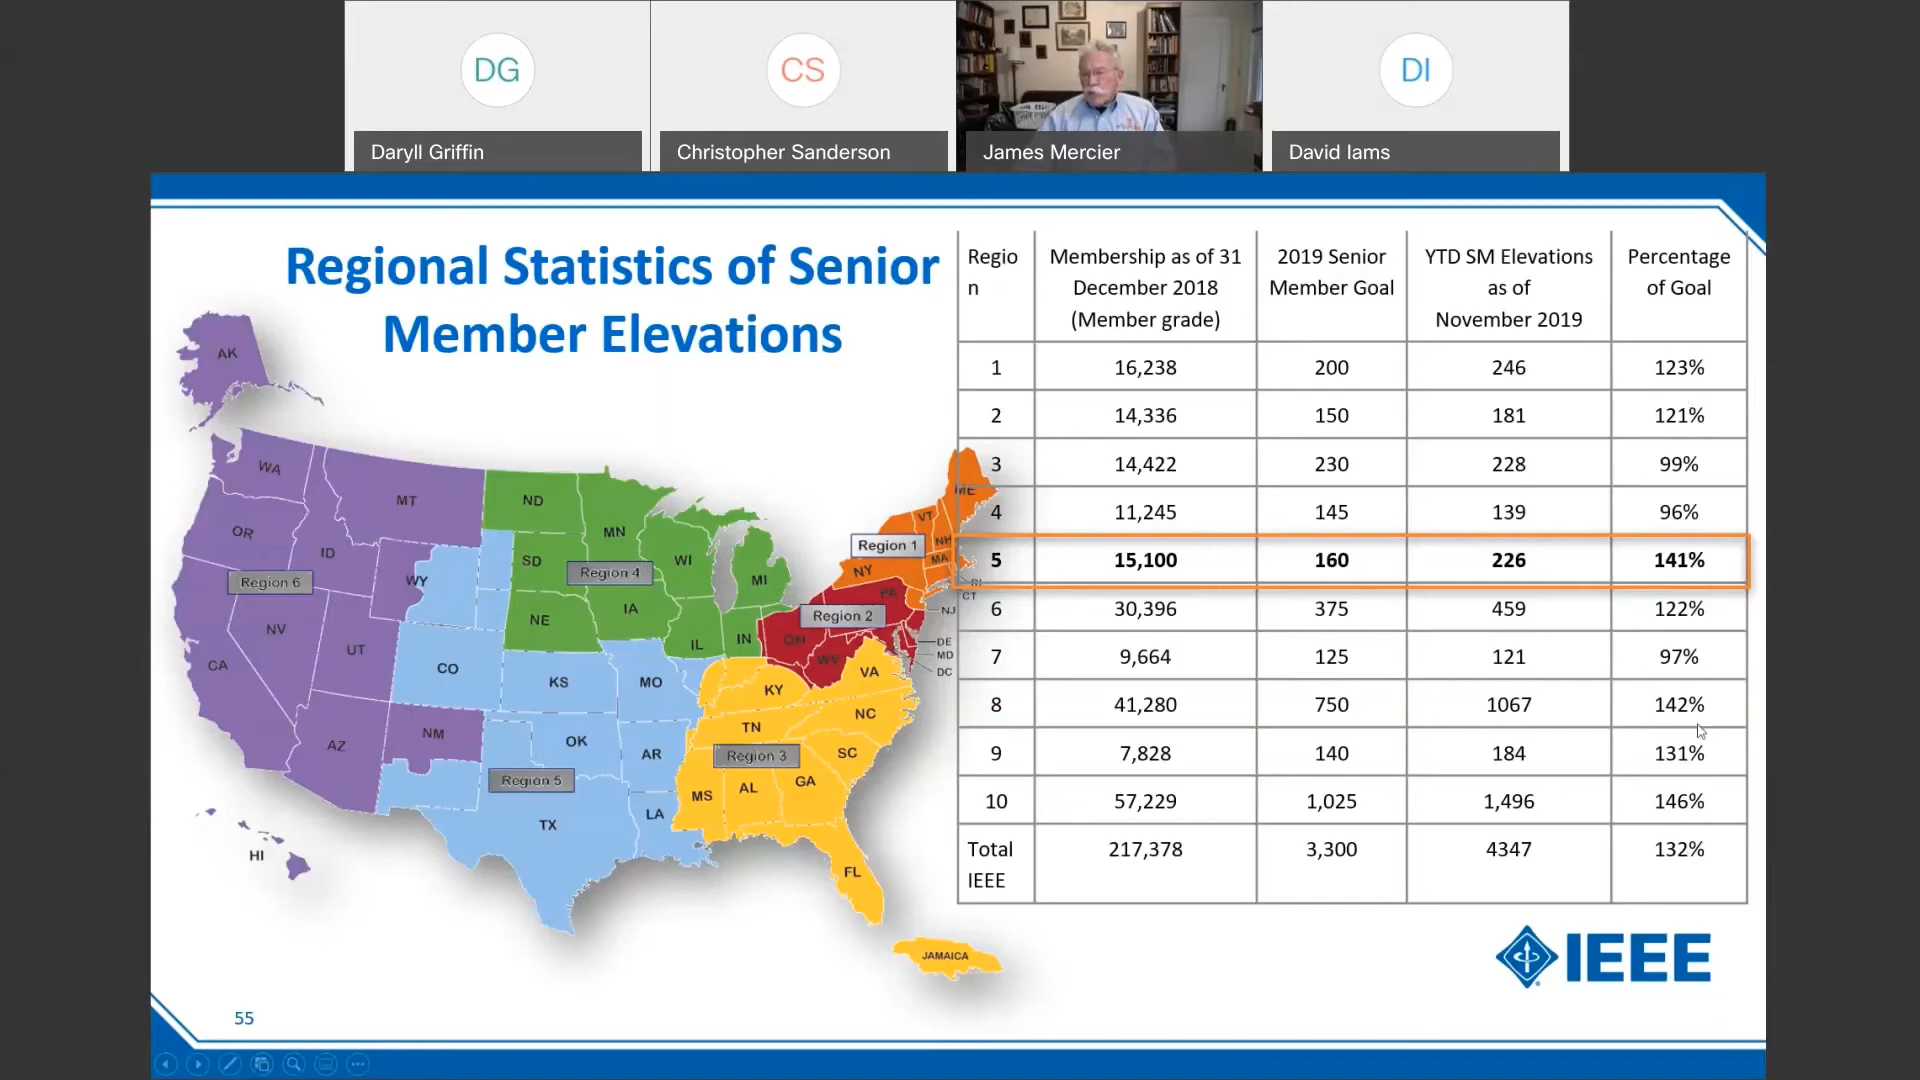 DG
CS
DI
Daryll Griffin
Christopher Sanderson
James Mercier
David Iams
Regional Statistics of Senior
Member Elevations
Regio
n
Membership as of 31
December 2018
(Member grade)
2019 Senior
Member Goal
YTD SM Elevations
as of
November 2019
Percentage
of Goal
1 16,238 200 246 123%
2 14,336 150 181 121%
3 14,422 230 228 99%
4 11,245 145 139 96%
5 15,100 160 226 141%
6 30,396 375 459 122%
7 9,664 125 121 97%
8 41,280 750 1067 142%
9 7,828 140 184 131%
10 57,229 1,025 1,496 146%
Total
IEEE
217,378 3,300 4347 132%
AK
WA
MT
OR
ID
WY
Region 6
NV
UT
CA
AZ
NM
HI
ND
MN
SD
WI
Region 4
MI
NE
IA
IL
IN
ME
VT
NH
Region 1
MA
NY
RI
CT
PA
Region 2
NJ
OH
DE
MD
WV
DC
CO
KS
MO
OK
AR
Region 5
TX
LA
VA
KY
NC
TN
Region 3
SC
MS
AL
GA
FL
JAMAICA
IEEE
55